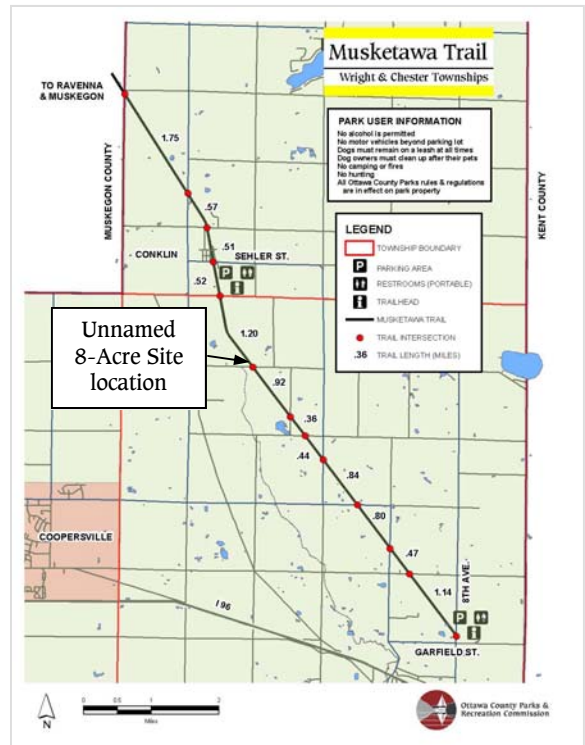 Musketawa Trail
Wright & Chester Townships
TO RAVENNA
& MUSKEGON
PARK USER INFORMATION
No alcohol is permitted
No motor vehicles beyond parking lot
Dogs must remain on a leash at all times
Dog owners must clean up after their pets
No camping or fires
No hunting
All Ottawa County Parks rules & regulations
are in effect on park property
MUSKEGON COUNTY
KENT COUNTY
1.75
.57
LEGEND
TOWNSHIP BOUNDARY
P PARKING AREA
RESTROOMS (PORTABLE)
i TRAILHEAD
MUSKETAWA TRAIL
TRAIL INTERSECTION
.36 TRAIL LENGTH (MILES)
CONKLIN
.51
SEHLER ST.
P
.52
i
Unnamed
8-Acre Site
location
1.20
.92
.36
.44
.84
.80
COOPERSVILLE
.47
8TH AVE.
1.14
I 96
P
i
GARFIELD ST.
N
0 0.5 1 2
Miles
Ottawa County Parks &
Recreation Commission